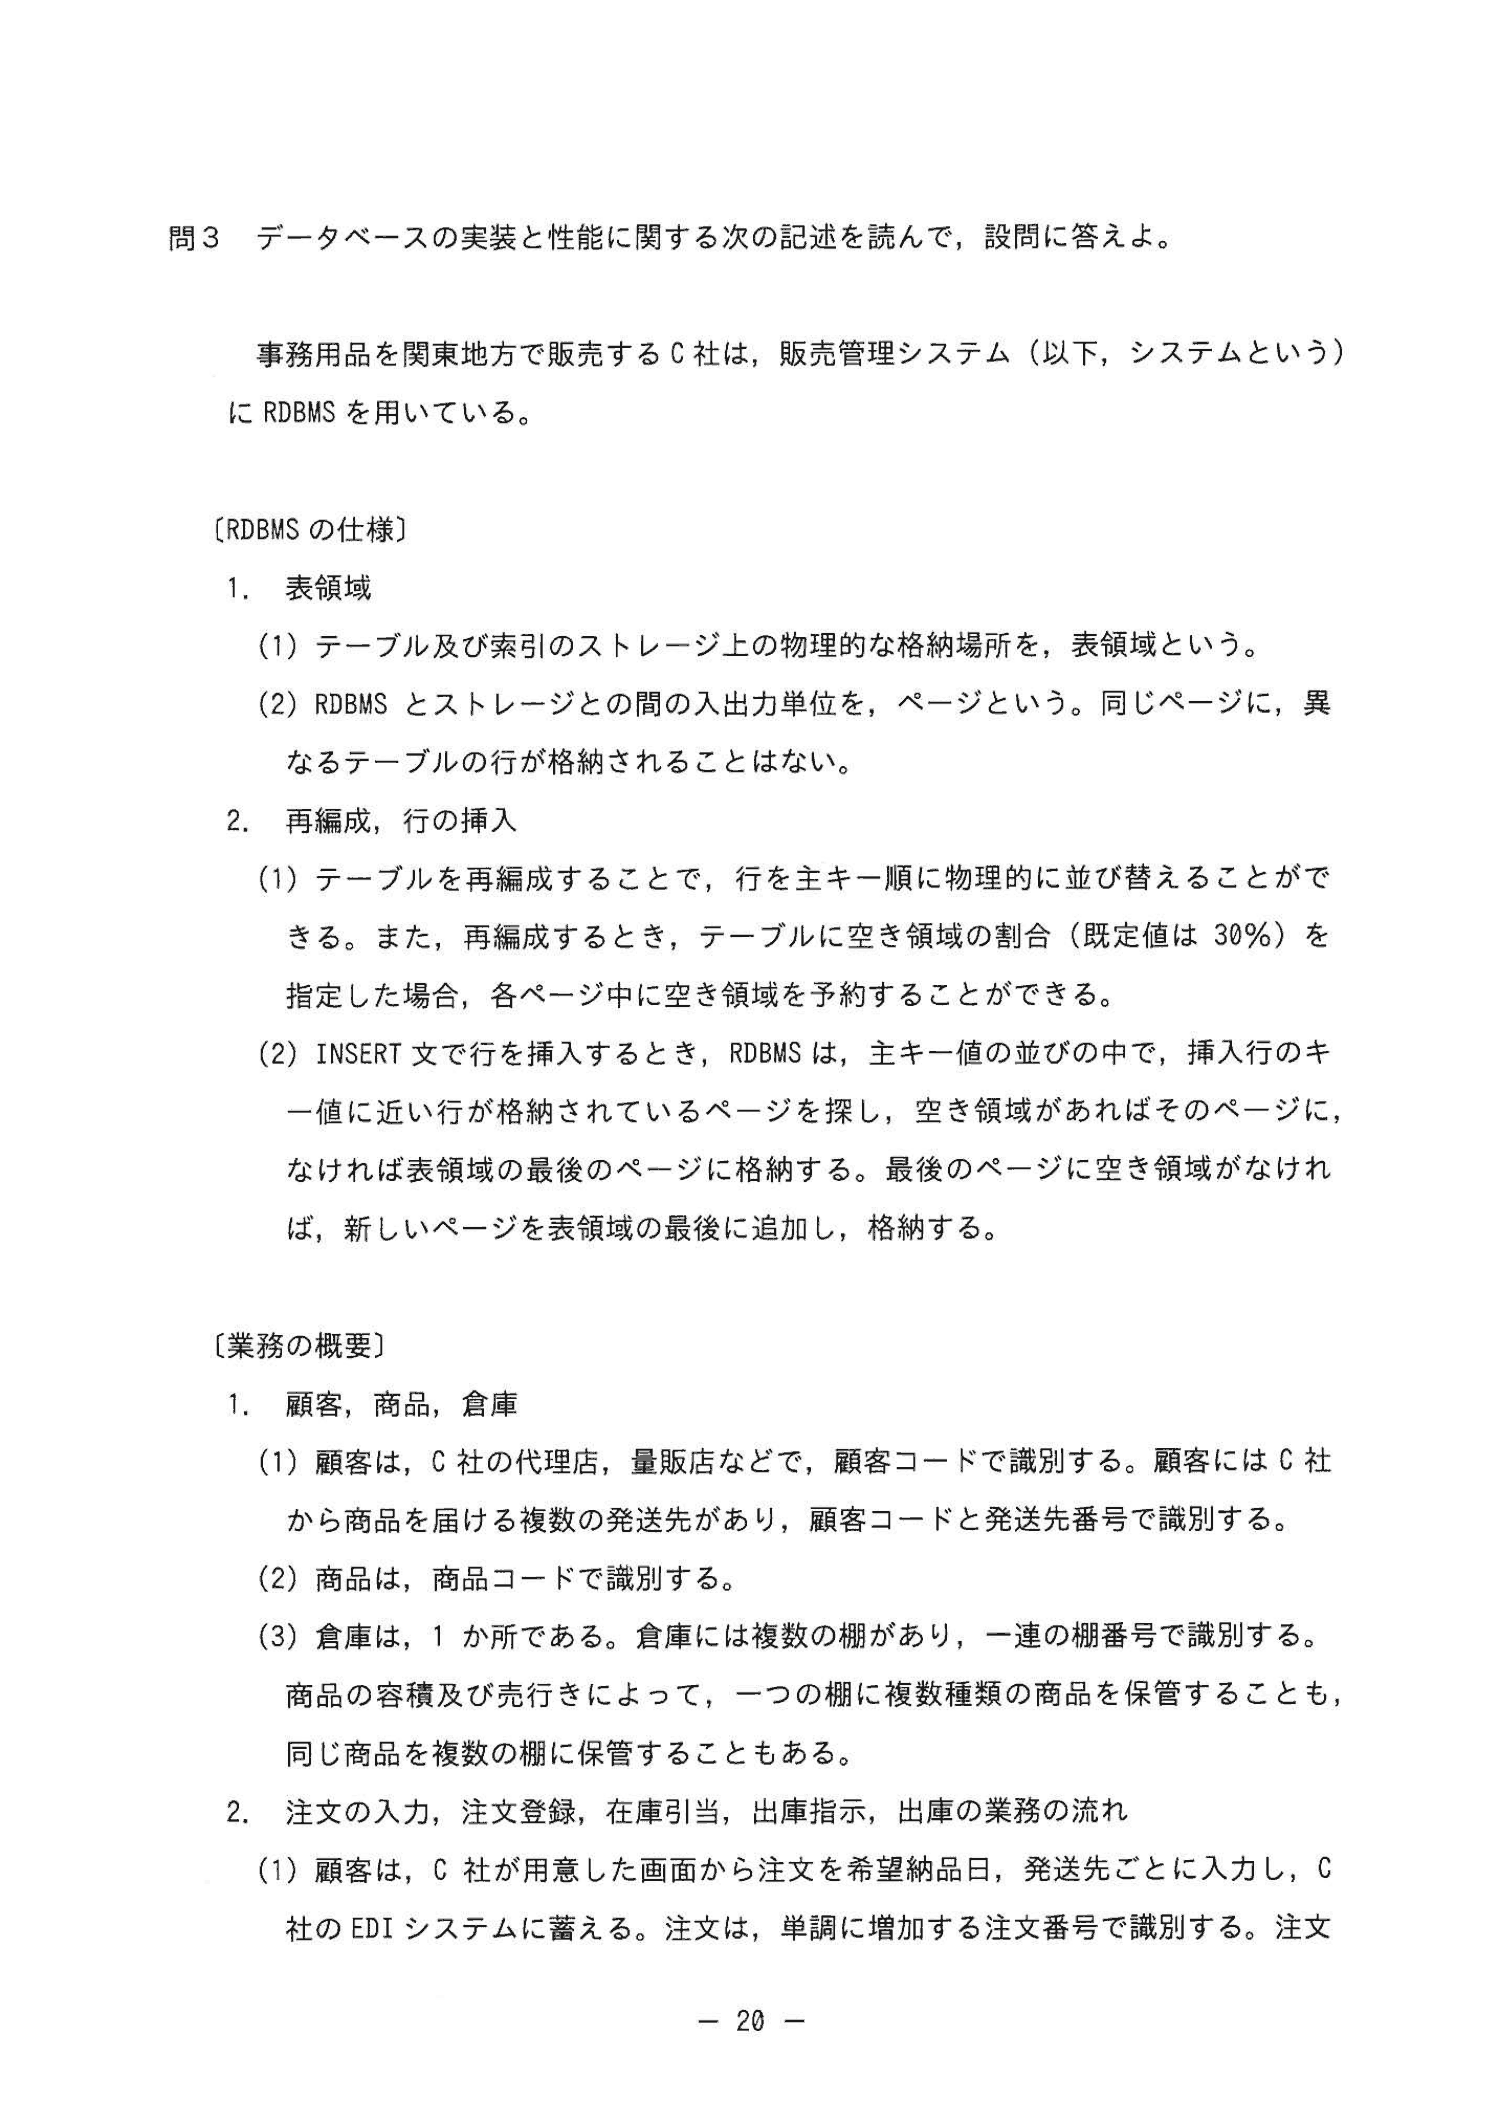 問３　データベースの実装と性能に関する次の記述を読んで，設問に答えよ。
事務用品を関東地方で販売する C 社は，販売管理システム（以下，システムという）
に RDBMS を用いている。
〔RDBMS の仕様〕
1.　表領域
(1) テーブル及び索引のストレージ上の物理的な格納場所を，表領域という。
(2) RDBMS とストレージとの間の入出力単位を，ページという。同じページに，異
なるテーブルの行が格納されることはない。
2.　再編成，行の挿入
(1) テーブルを再編成することで，行を主キー順に物理的に並び替えることがで
きる。また，再編成するとき，テーブルに空き領域の割合（既定値は 30%）を
指定した場合，各ページ中に空き領域を予約することができる。
(2) INSERT 文で行を挿入するとき，RDBMS は，主キー値の並びの中で，挿入行のキ
ー値に近い行が格納されているページを探し，空き領域があればそのページに，
なければ表領域の最後のページに格納する。最後のページに空き領域がなけれ
ば，新しいページを表領域の最後に追加し，格納する。
〔業務の概要〕
1.　顧客，商品，倉庫
(1) 顧客は，C 社の代理店，量販店などで，顧客コードで識別する。顧客には C 社
から商品を届ける複数の発送先があり，顧客コードと発送先番号で識別する。
(2) 商品は，商品コードで識別する。
(3) 倉庫は，1 か所である。倉庫には複数の棚があり，一連の棚番号で識別する。
商品の容積及び売行きによって，一つの棚に複数種類の商品を保管することも，
同じ商品を複数の棚に保管することもある。
2.　注文の入力，注文登録，在庫引当，出庫指示，出庫の業務の流れ
(1) 顧客は，C 社が用意した画面から注文を希望納品日，発送先ごとに入力し，C
社の EDI システムに蓄える。注文は，単調に増加する注文番号で識別する。注文
－ 20 －